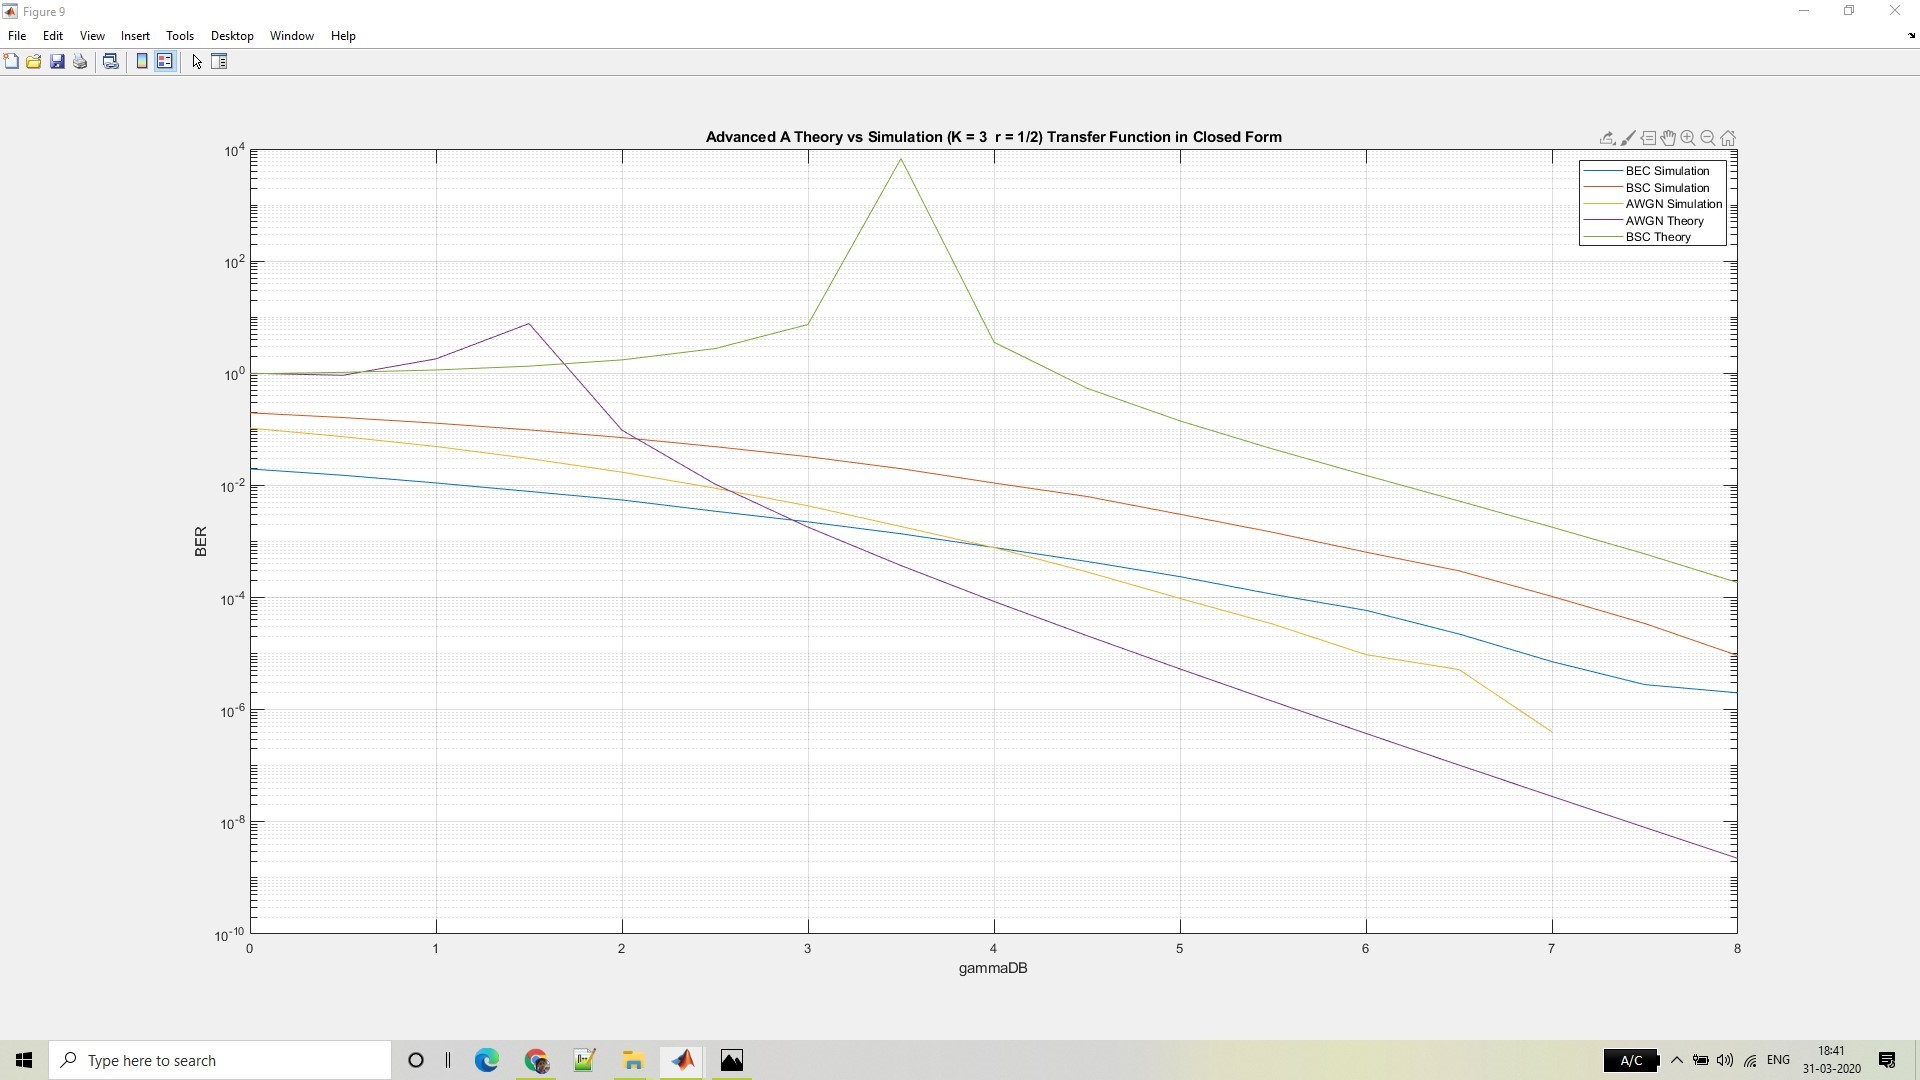 Figure 9
File Edit View Insert Tools Desktop Window Help
Advanced A Theory vs Simulation (K = 3 r = 1/2) Transfer Function in Closed Form
BEC Simulation
BSC Simulation
AWGN Simulation
AWGN Theory
BSC Theory
10^4
10^2
10^0
10^-2
10^-4
10^-6
10^-8
10^-10
BER
0 1 2 3 4 5 6 7 8
gammaDB
Type here to search
A/C
ENG
18:41
31-03-2020